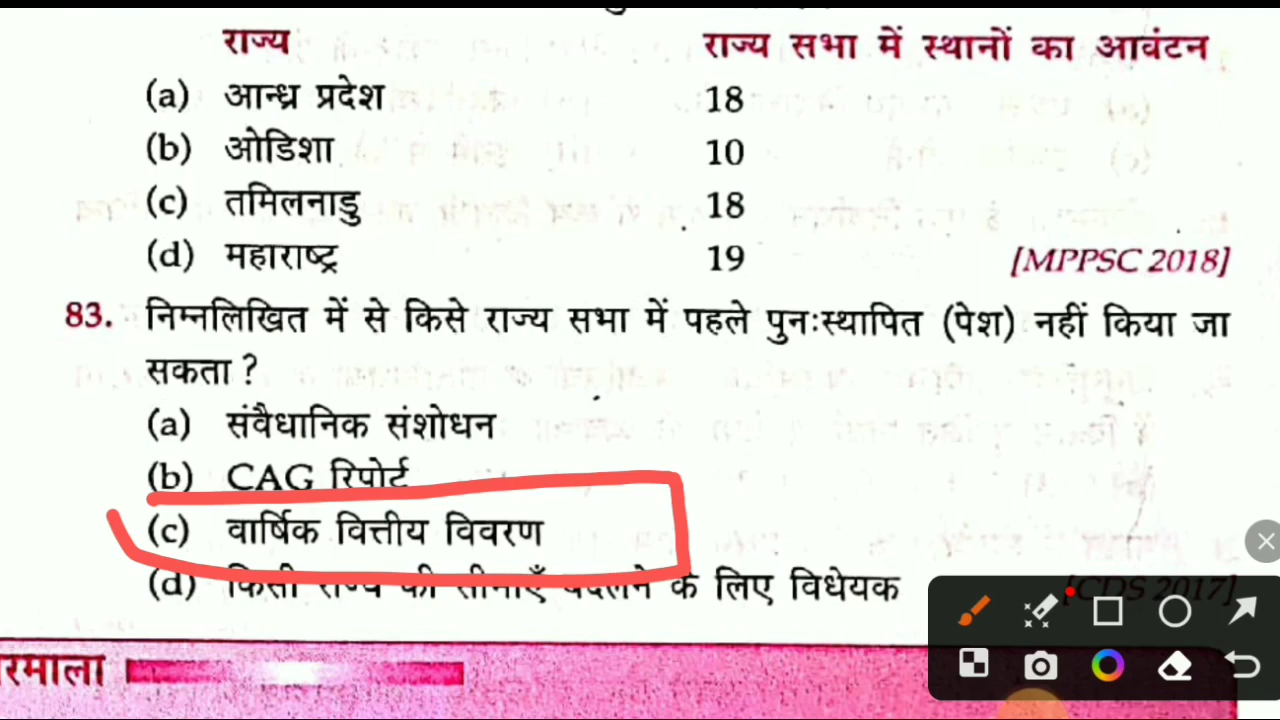 राज्य राज्य सभा में स्थानों का आवंटन
(a) आन्ध्र प्रदेश 18
(b) ओडिशा 10
(c) तमिलनाडु 18
(d) महाराष्ट्र 19 [MPPSC 2018]
83. निम्नलिखित में से किसे राज्य सभा में पहले पुनःस्थापित (पेश) नहीं किया जा
सकता ?
(a) संवैधानिक संशोधन
(b) CAG रिपोर्ट
(c) वार्षिक वित्तीय विवरण
(d) किसी राज्य की सीमाएँ बदलने के लिए विधेयक [CDS 2017]